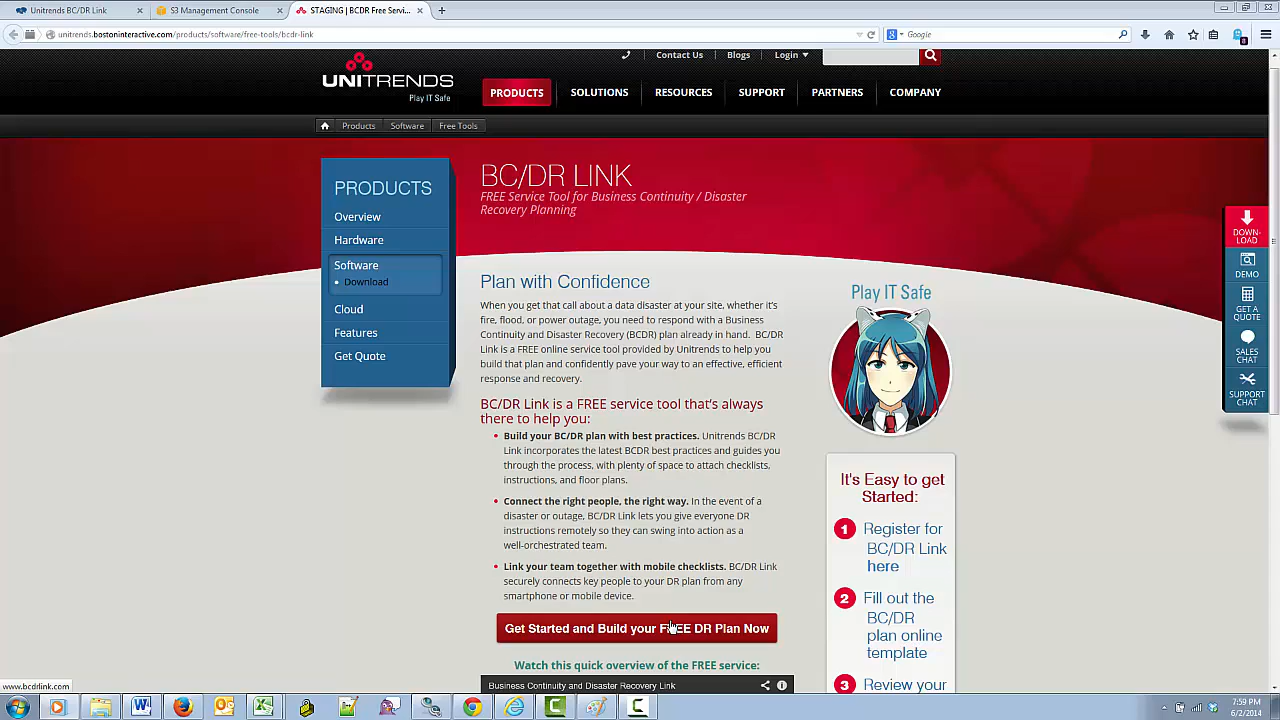 Unitrends BC/DR Link
S3 Management Console
STAGING | BCDR Free Servi...
unitrends.bostoninteractive.com/products/software/free-tools/bcdr-link
Google
Contact Us
Blogs
Login
UNITRENDS
Play IT Safe
PRODUCTS
SOLUTIONS
RESOURCES
SUPPORT
PARTNERS
COMPANY
Products
Software
Free Tools
PRODUCTS
Overview
Hardware
Software
Download
Cloud
Features
Get Quote
BC/DR LINK
FREE Service Tool for Business Continuity / Disaster
Recovery Planning
Plan with Confidence
When you get that call about a data disaster at your site, whether it's
fire, flood, or power outage, you need to respond with a Business
Continuity and Disaster Recovery (BCDR) plan already in hand. BC/DR
Link is a FREE online service tool provided by Unitrends to help you
build that plan and confidently pave your way to an effective, efficient
response and recovery.
BC/DR Link is a FREE service tool that's always
there to help you:
Build your BC/DR plan with best practices. Unitrends BC/DR
Link incorporates the latest BCDR best practices and guides you
through the process, with plenty of space to attach checklists,
instructions, and floor plans.
Connect the right people, the right way. In the event of a
disaster or outage, BC/DR Link lets you give everyone DR
instructions remotely so they can swing into action as a
well-orchestrated team.
Link your team together with mobile checklists. BC/DR Link
securely connects key people to your DR plan from any
smartphone or mobile device.
Get Started and Build your FREE DR Plan Now
Watch this quick overview of the FREE service:
Business Continuity and Disaster Recovery Link
Play IT Safe
It's Easy to get
Started:
1 Register for
BC/DR Link
here
2 Fill out the
BC/DR
plan online
template
3 Review your
DOWN-
LOAD
DEMO
GET A
QUOTE
SALES
CHAT
SUPPORT
CHAT
www.bcdrlink.com
7:59 PM
6/2/2014